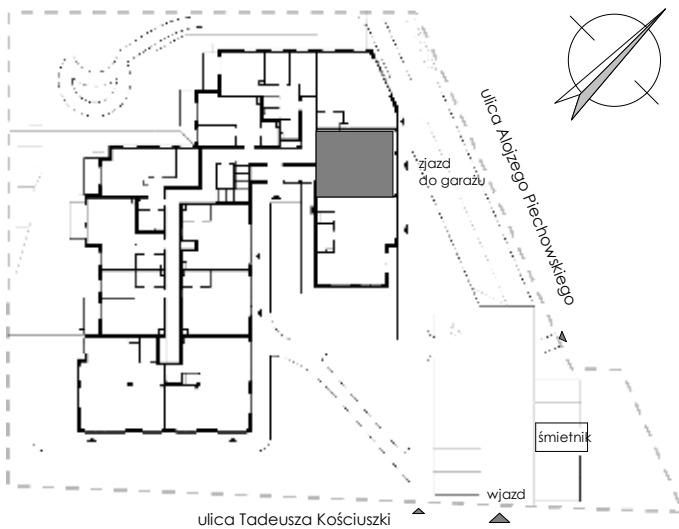 ulica Alojzego Piechowskiego
zjazd
do garażu
śmietnik
wjazd
ulica Tadeusza Kościuszki